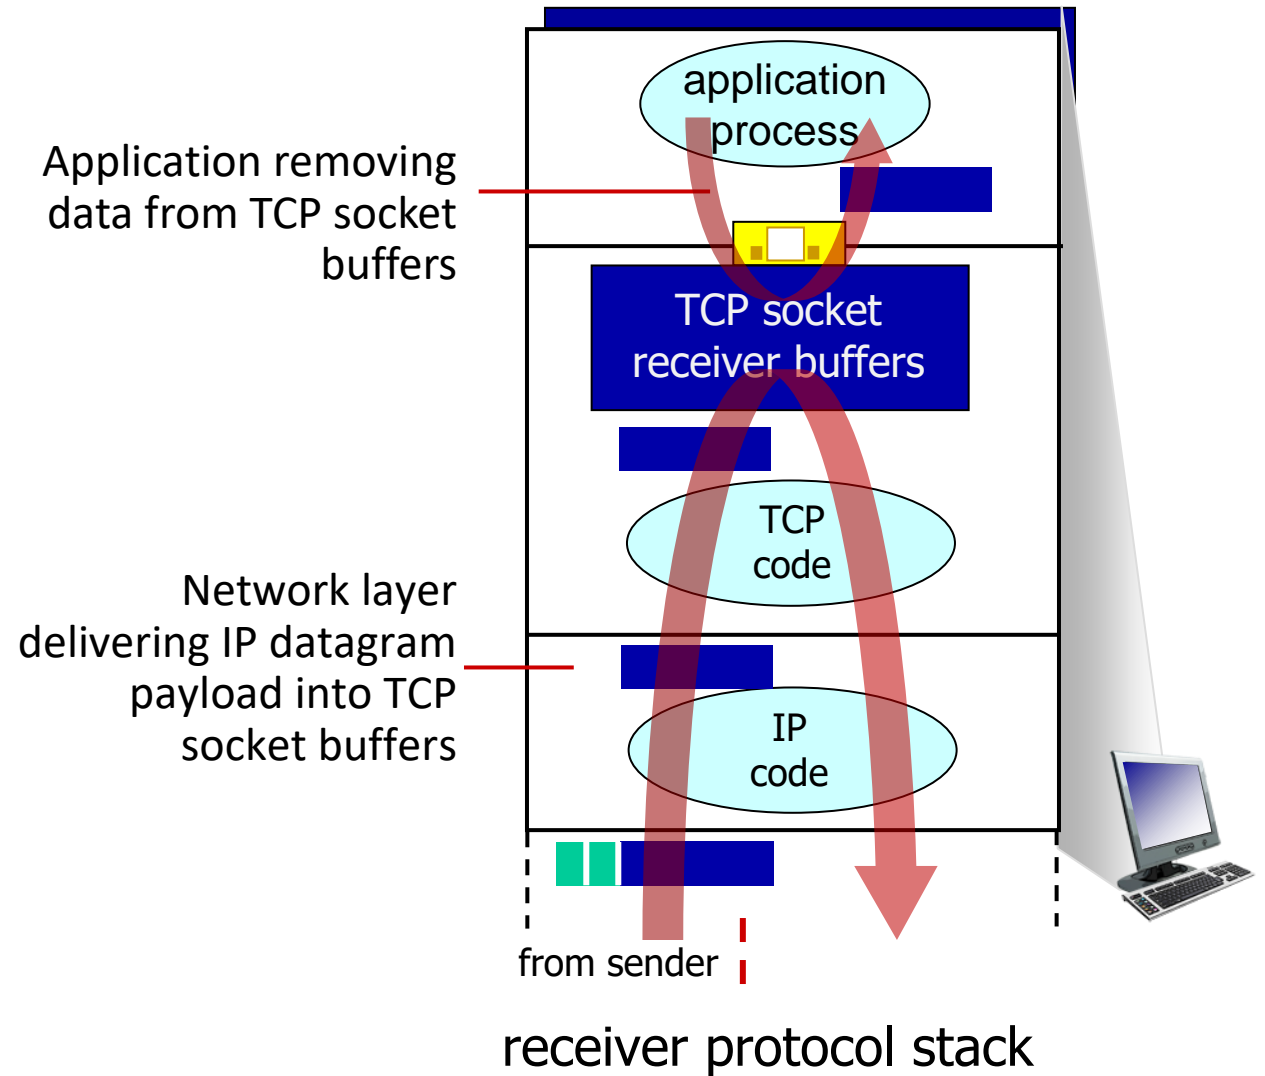 application
process
Application removing
data from TCP socket
buffers
TCP socket
receiver buffers
TCP
code
Network layer
delivering IP datagram
payload into TCP
socket buffers
IP
code
from sender
receiver protocol stack